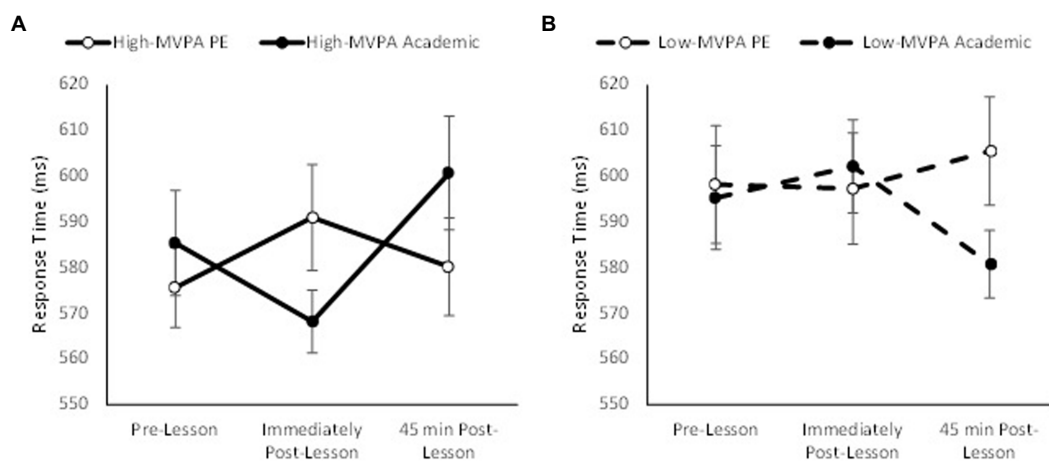 A
B
High-MVPA PE
High-MVPA Academic
Low-MVPA PE
Low-MVPA Academic
Response Time (ms)
620
610
600
590
580
570
560
550
Pre-Lesson
Immediately
Post-Lesson
45 min Post-
Lesson
Response Time (ms)
620
610
600
590
580
570
560
550
Pre-Lesson
Immediately
Post-Lesson
45 min Post-
Lesson